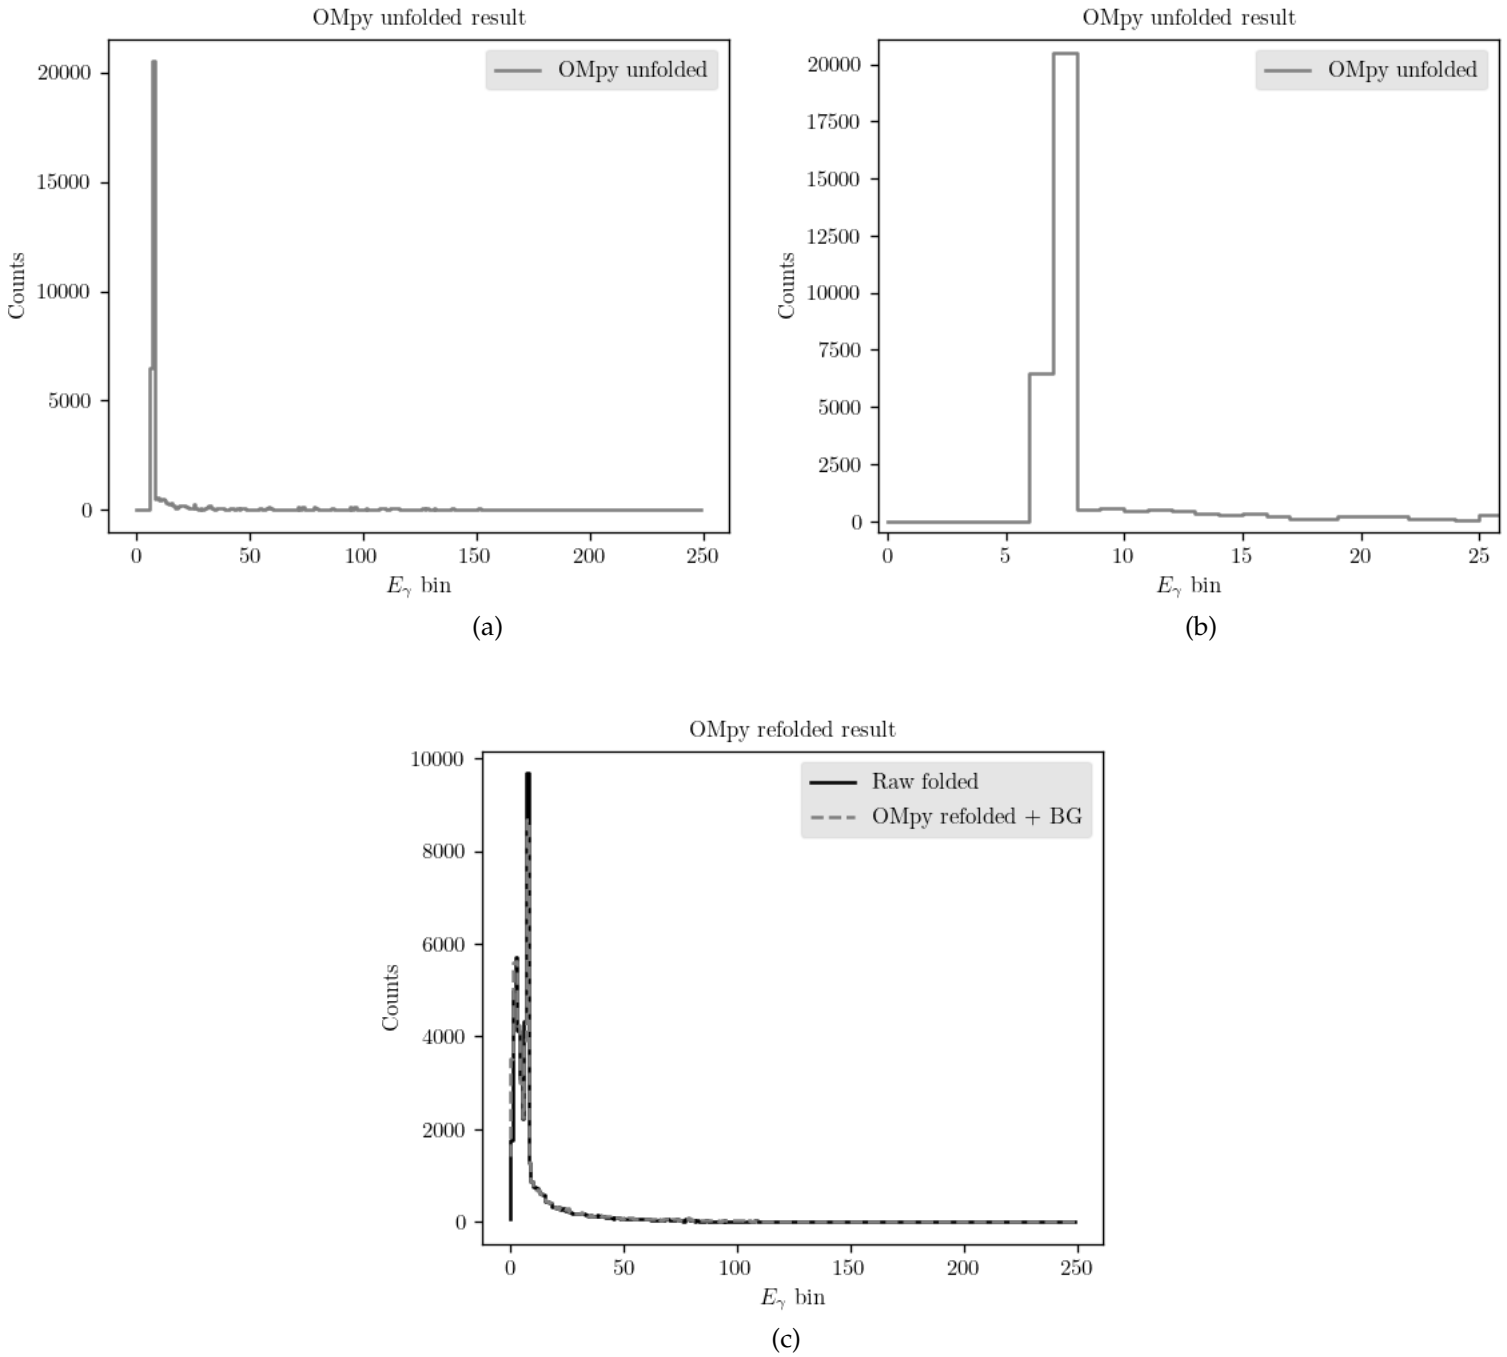 OMpy unfolded result
OMpy unfolded
20000
15000
10000
5000
0
Counts
0 50 100 150 200 250
Eγ bin
(a)
OMpy unfolded result
OMpy unfolded
20000
17500
15000
12500
10000
7500
5000
2500
0
Counts
0 5 10 15 20 25
Eγ bin
(b)
OMpy refolded result
Raw folded
OMpy refolded + BG
10000
8000
6000
4000
2000
0
Counts
0 50 100 150 200 250
Eγ bin
(c)